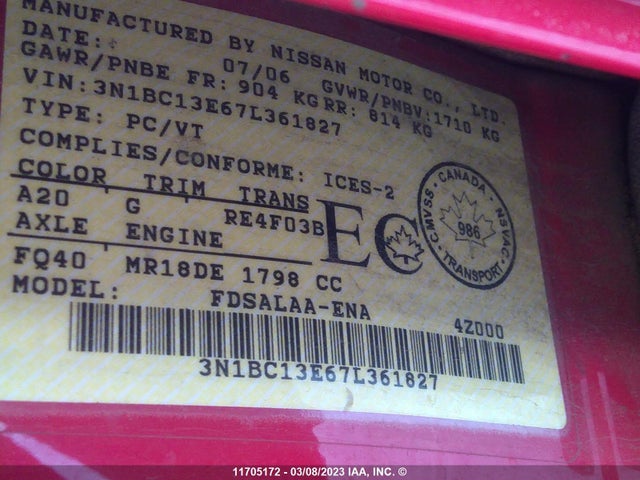 MANUFACTURED BY NISSAN MOTOR CO., LTD.
DATE: 07/06 GVWR/PNBV:1710 KG
GAWR/PNBE FR: 904 KG RR: 814 KG
VIN: 3N1BC13E67L361827
TYPE: PC/VT
COMPLIES/CONFORME: ICES-2
COLOR TRIM TRANS
A20 G RE4F03B
AXLE ENGINE
FQ40 MR18DE 1798 CC
MODEL: FDSALAA-ENA 4Z000
3N1BC13E67L361827
EC
CANADA
CMVSS NSVAC
986
TRANSPORT
11705172 - 03/08/2023 IAA, INC. ©